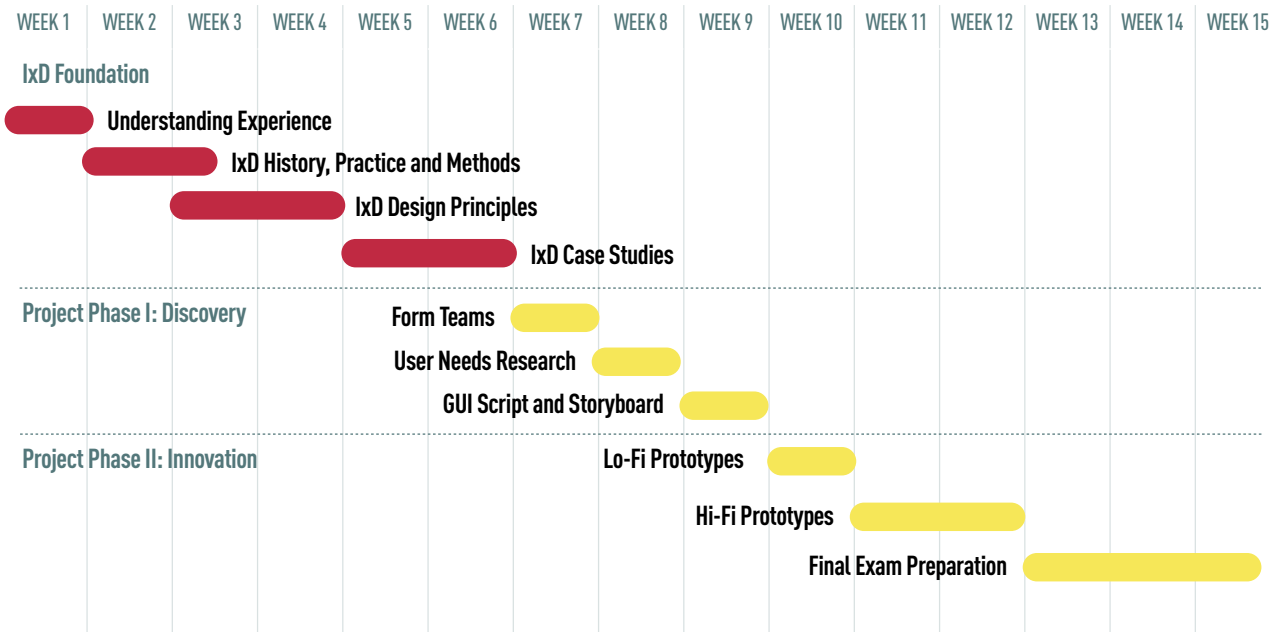 WEEK 1 WEEK 2 WEEK 3 WEEK 4 WEEK 5 WEEK 6 WEEK 7 WEEK 8 WEEK 9 WEEK 10 WEEK 11 WEEK 12 WEEK 13 WEEK 14 WEEK 15
IxD Foundation
Understanding Experience
IxD History, Practice and Methods
IxD Design Principles
IxD Case Studies
Project Phase I: Discovery
Form Teams
User Needs Research
GUI Script and Storyboard
Project Phase II: Innovation
Lo-Fi Prototypes
Hi-Fi Prototypes
Final Exam Preparation